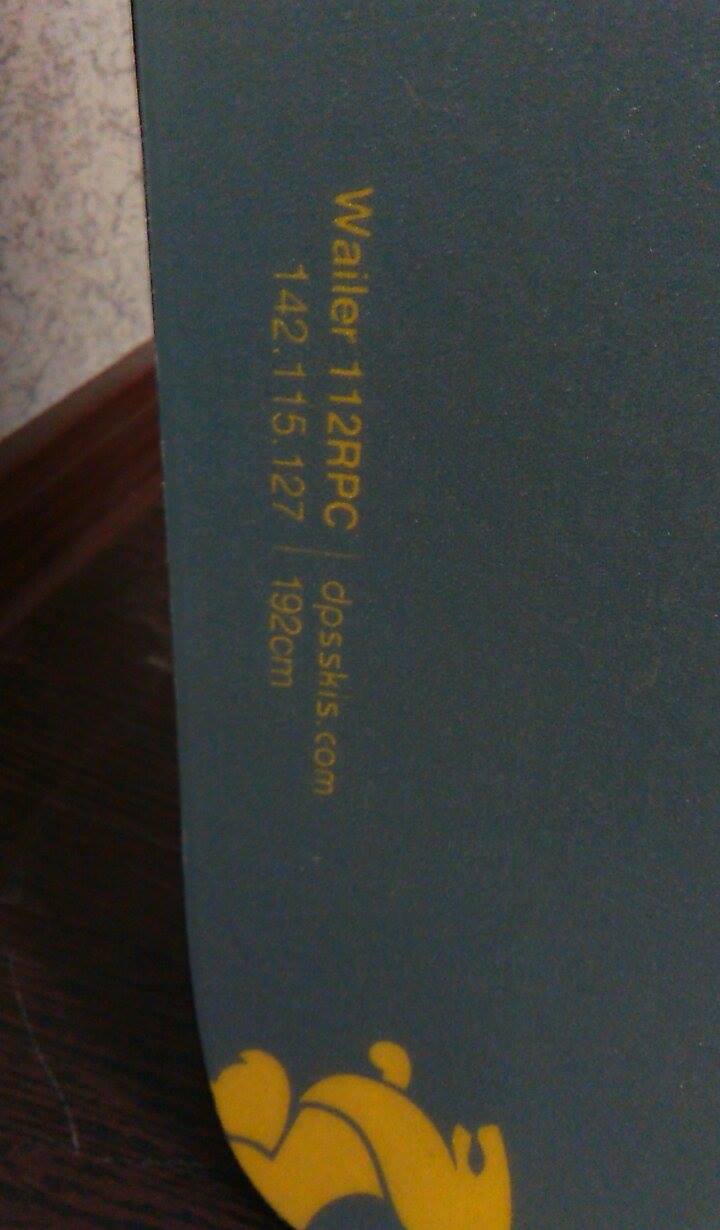 Wailer 112RPC | dpsskis.com
142.115.127 | 192cm